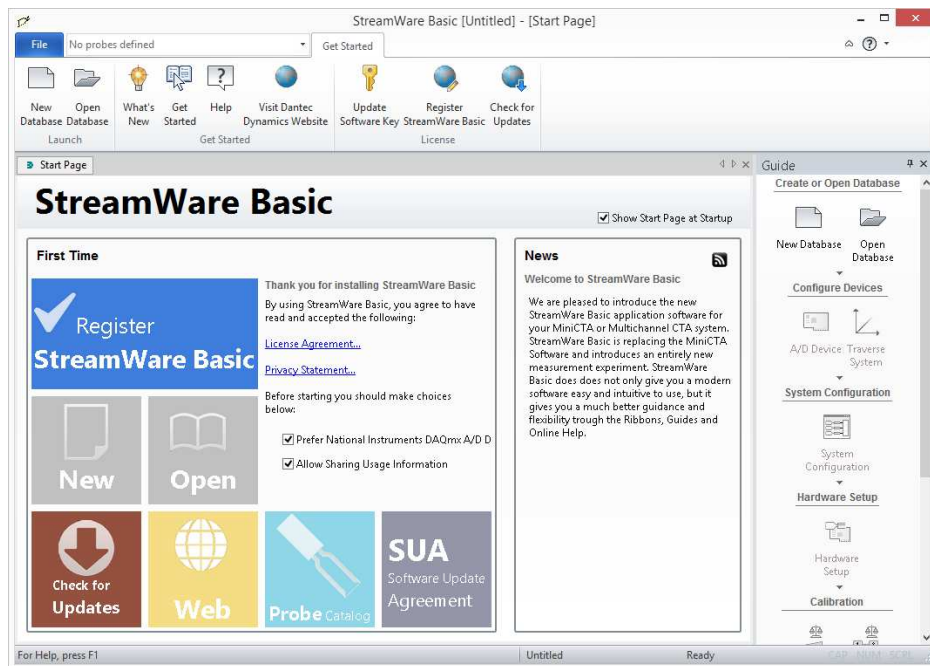 StreamWare Basic [Untitled] - [Start Page]
File
No probes defined
Get Started
New Database
Open Database
What's New
Get Started
Help
Visit Dantec Dynamics Website
Update Software Key
Register StreamWare Basic
Check for Updates
Launch
Get Started
License
Start Page
StreamWare Basic
Show Start Page at Startup
First Time
Register
StreamWare Basic
New
Open
Check for
Updates
Web
Probe Catalog
SUA
Software Update
Agreement
Thank you for installing StreamWare Basic
By using StreamWare Basic, you agree to have
read and accepted the following:
License Agreement...
Privacy Statement...
Before starting you should make choices
below:
Prefer National Instruments DAQmx A/D D
Allow Sharing Usage Information
News
Welcome to StreamWare Basic
We are pleased to introduce the new
StreamWare Basic application software for
your MiniCTA or Multichannel CTA system.
StreamWare Basic is replacing the MiniCTA
Software and introduces an entirely new
measurement experiment. StreamWare
Basic does does not only give you a modern
software easy and intuitive to use, but it
gives you a much better guidance and
flexibility trough the Ribbons, Guides and
Online Help.
Guide
Create or Open Database
New Database
Open
Database
Configure Devices
A/D Device
Traverse
System
System Configuration
System
Configuration
Hardware Setup
Hardware
Setup
Calibration
For Help, press F1
Untitled
Ready
CAP NUM SCRL